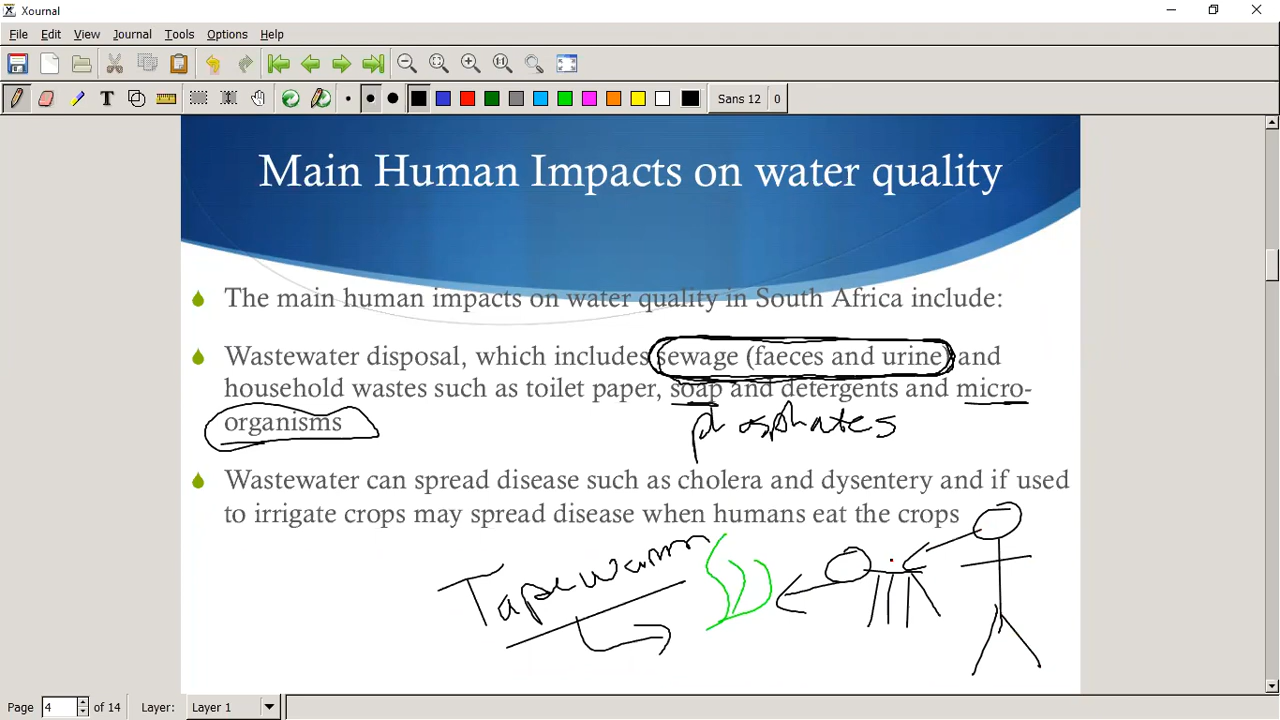 Xournal
File Edit View Journal Tools Options Help
Sans 12 0
Main Human Impacts on water quality
The main human impacts on water quality in South Africa include:
Wastewater disposal, which includes sewage (faeces and urine) and
household wastes such as toilet paper, soap and detergents and micro-
organisms
phosphates
Wastewater can spread disease such as cholera and dysentery and if used
to irrigate crops may spread disease when humans eat the crops
Tapeworm
Page 4 of 14 Layer: Layer 1